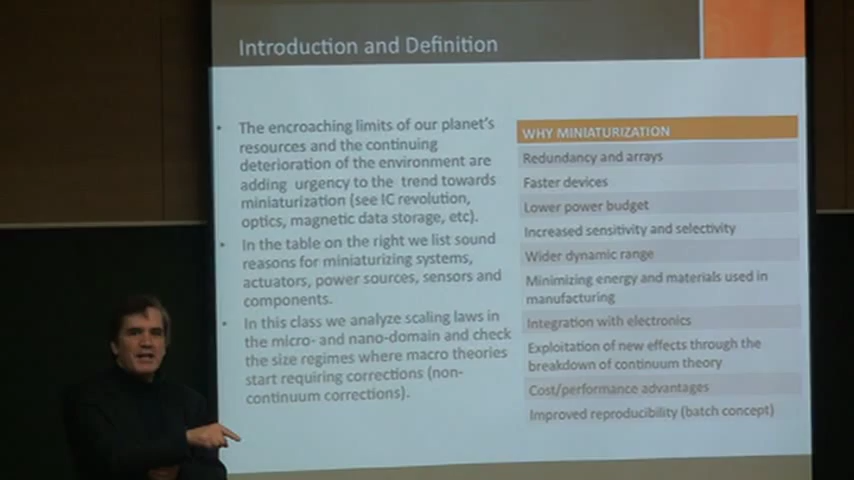 Introduction and Definition
• The encroaching limits of our planet's
resources and the continuing
deterioration of the environment are
adding urgency to the trend towards
miniaturization (see IC revolution,
optics, magnetic data storage, etc).
• In the table on the right we list sound
reasons for miniaturizing systems,
actuators, power sources, sensors and
components.
• In this class we analyze scaling laws in
the micro- and nano-domain and check
the size regimes where macro theories
start requiring corrections (non-
continuum corrections).
WHY MINIATURIZATION
Redundancy and arrays
Faster devices
Lower power budget
Increased sensitivity and selectivity
Wider dynamic range
Minimizing energy and materials used in
manufacturing
Integration with electronics
Exploitation of new effects through the
breakdown of continuum theory
Cost/performance advantages
Improved reproducibility (batch concept)